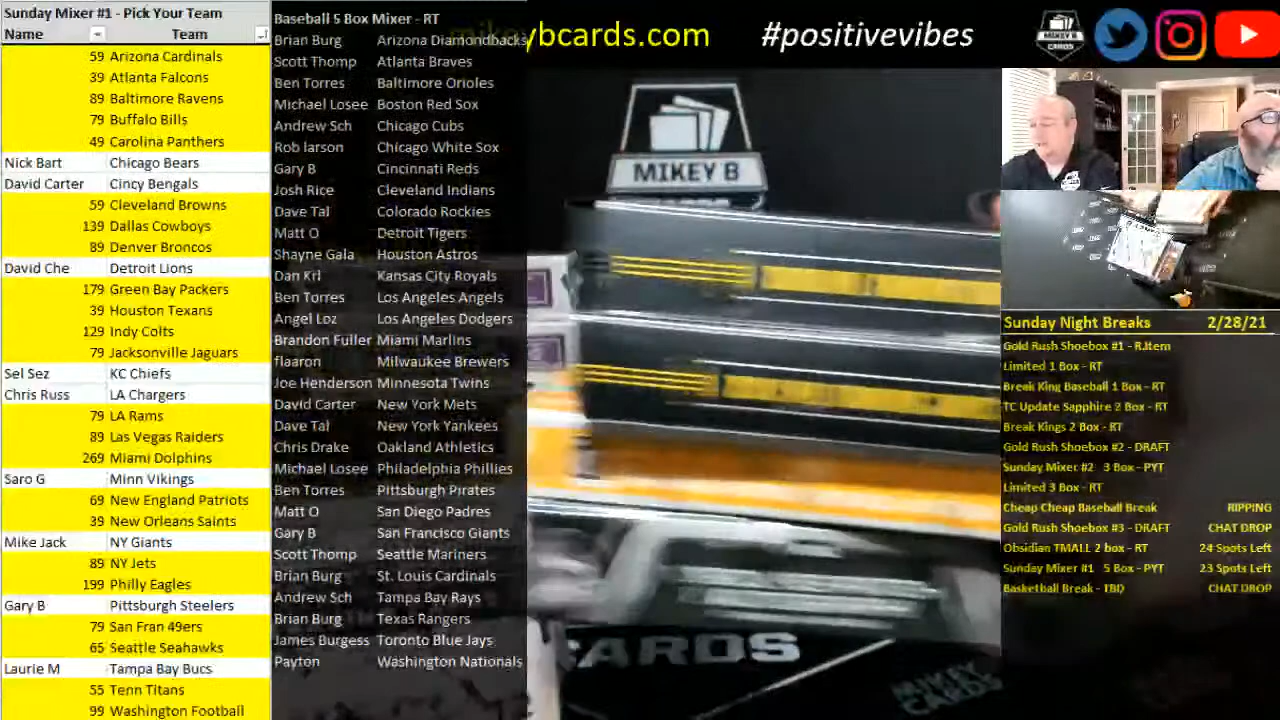 Sunday Mixer #1 - Pick Your Team
Name Team
59 Arizona Cardinals
39 Atlanta Falcons
89 Baltimore Ravens
79 Buffalo Bills
49 Carolina Panthers
Nick Bart Chicago Bears
David Carter Cincy Bengals
59 Cleveland Browns
139 Dallas Cowboys
89 Denver Broncos
David Che Detroit Lions
179 Green Bay Packers
39 Houston Texans
129 Indy Colts
79 Jacksonville Jaguars
Sel Sez KC Chiefs
Chris Russ LA Chargers
79 LA Rams
89 Las Vegas Raiders
269 Miami Dolphins
Saro G Minn Vikings
69 New England Patriots
39 New Orleans Saints
Mike Jack NY Giants
89 NY Jets
199 Philly Eagles
Gary B Pittsburgh Steelers
79 San Fran 49ers
65 Seattle Seahawks
Laurie M Tampa Bay Bucs
55 Tenn Titans
99 Washington Football
Baseball 5 Box Mixer - RT
Brian Burg Arizona Diamondbacks
Scott Thomp Atlanta Braves
Ben Torres Baltimore Orioles
Michael Losee Boston Red Sox
Andrew Sch Chicago Cubs
Rob larson Chicago White Sox
Gary B Cincinnati Reds
Josh Rice Cleveland Indians
Dave Tal Colorado Rockies
Matt O Detroit Tigers
Shayne Gala Houston Astros
Dan Krl Kansas City Royals
Ben Torres Los Angeles Angels
Angel Loz Los Angeles Dodgers
Brandon Fuller Miami Marlins
flaaron Milwaukee Brewers
Joe Henderson Minnesota Twins
David Carter New York Mets
Dave Tal New York Yankees
Chris Drake Oakland Athletics
Michael Losee Philadelphia Phillies
Ben Torres Pittsburgh Pirates
Matt O San Diego Padres
Gary B San Francisco Giants
Scott Thomp Seattle Mariners
Brian Burg St. Louis Cardinals
Andrew Sch Tampa Bay Rays
Brian Burg Texas Rangers
James Burgess Toronto Blue Jays
Payton Washington Nationals
mikeybcards.com #positivevibes
MIKEY B
CARDS
MIKEY B
CARDS
CARDS
MIKEY
CARDS
Sunday Night Breaks 2/28/21
Gold Rush Shoebox #1 - R.Item
Limited 1 Box - RT
Break King Baseball 1 Box - RT
TC Update Sapphire 2 Box - RT
Break Kings 2 Box - RT
Gold Rush Shoebox #2 - DRAFT
Sunday Mixer #2 3 Box - PYT
Limited 3 Box - RT
Cheap Cheap Baseball Break RIPPING
Gold Rush Shoebox #3 - DRAFT CHAT DROP
Obsidian TMALL 2 box - RT 24 Spots Left
Sunday Mixer #1 5 Box - PYT 23 Spots Left
Basketball Break - TBD CHAT DROP